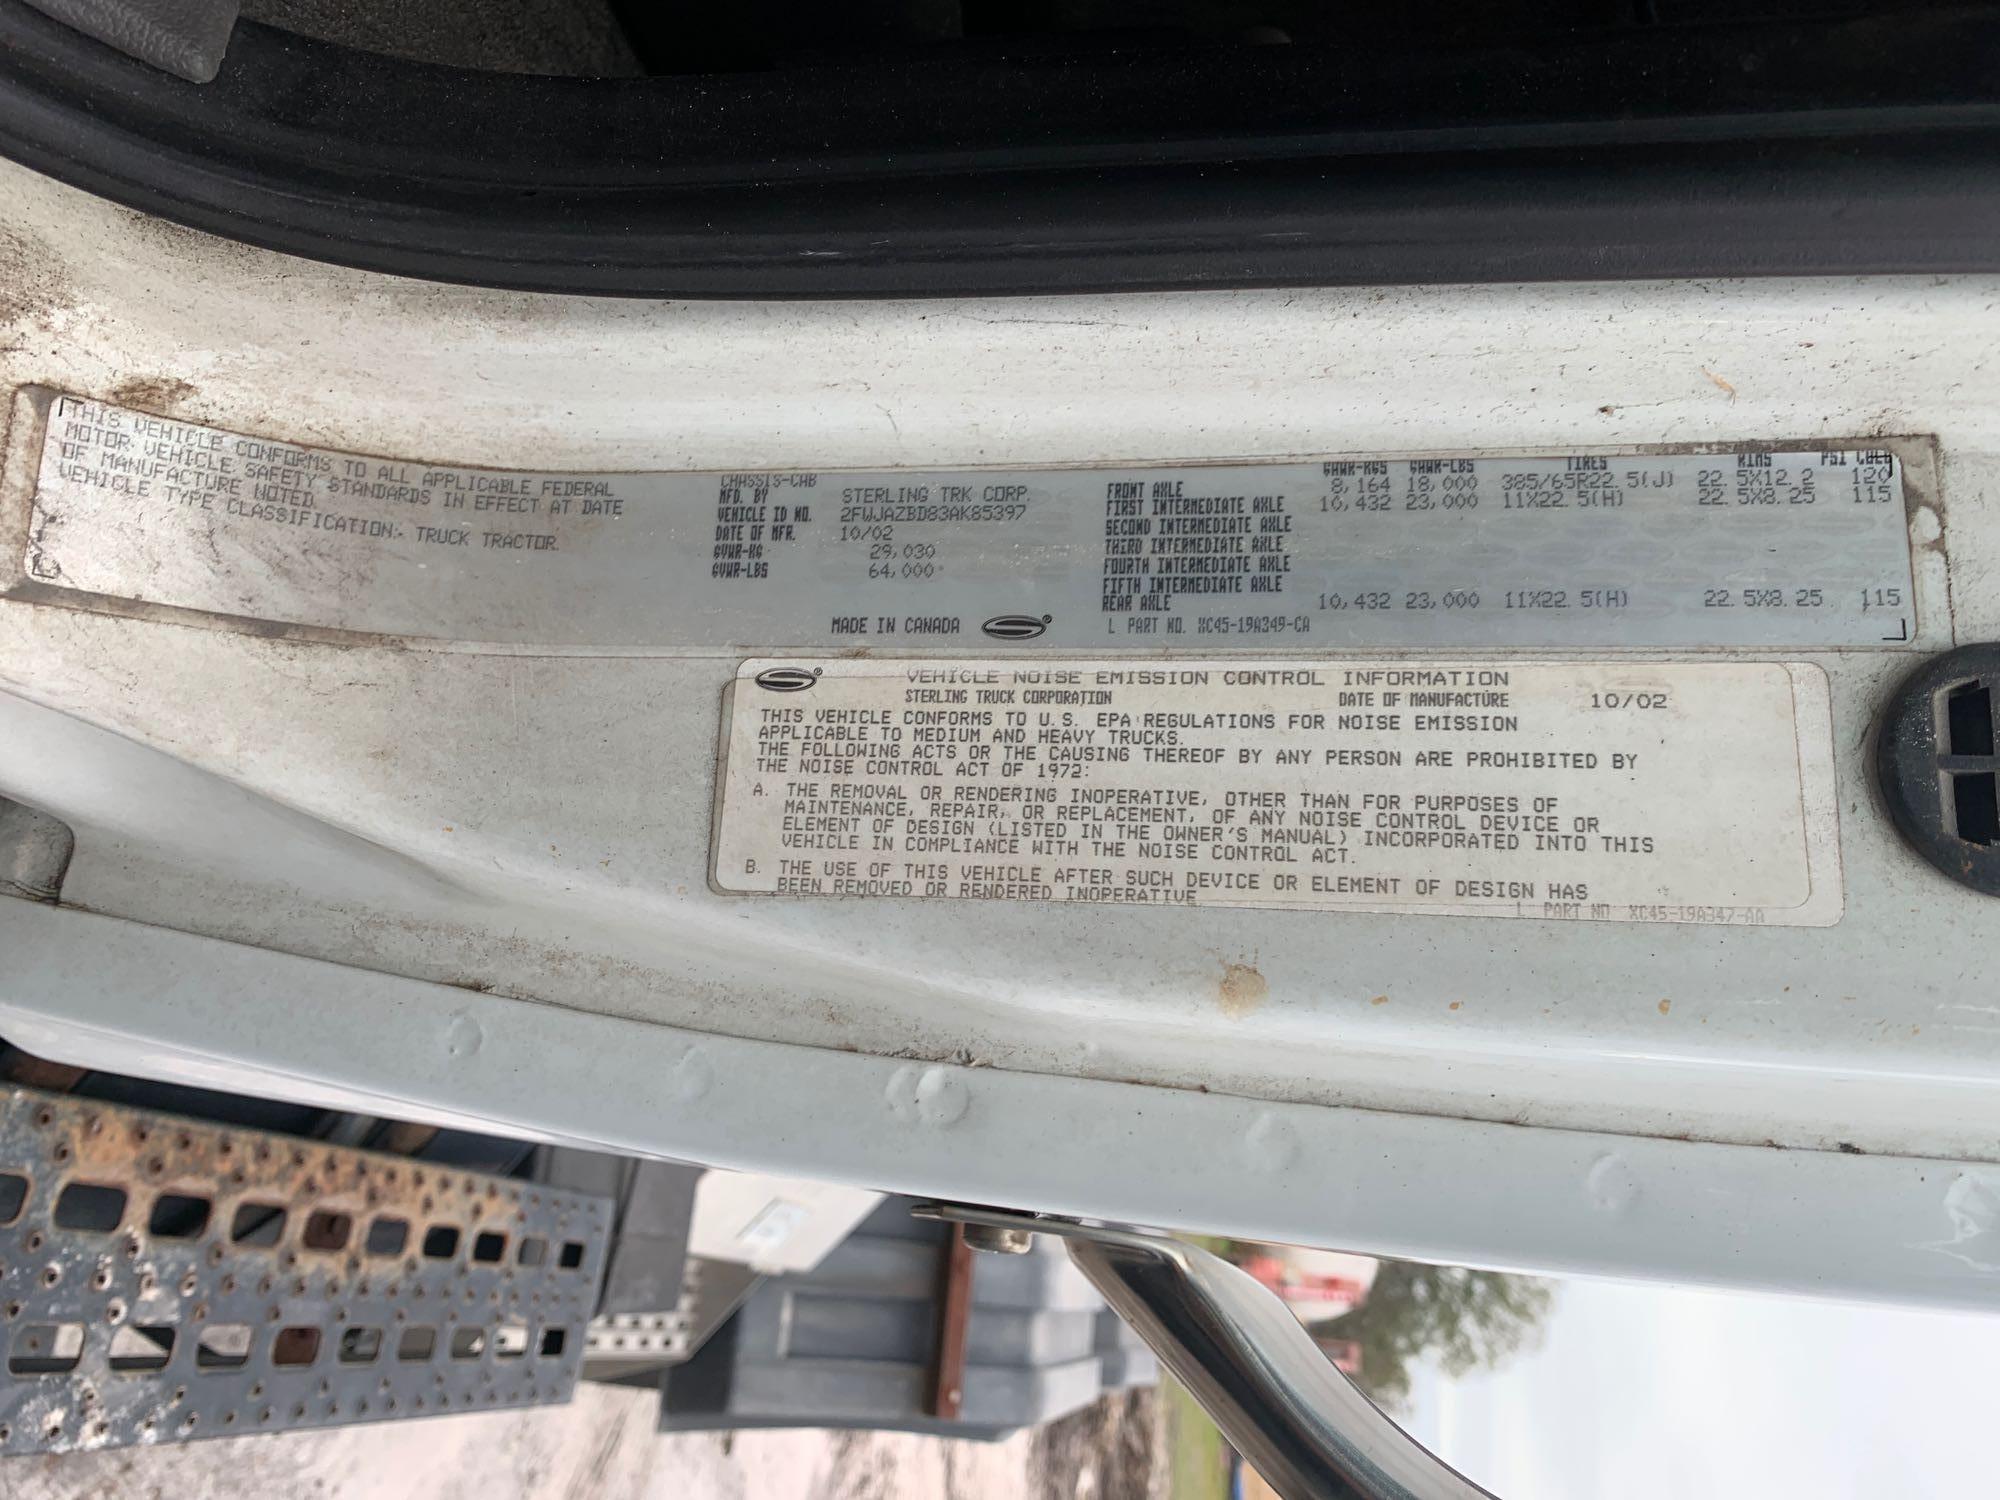 THIS VEHICLE CONFORMS TO ALL APPLICABLE FEDERAL
MOTOR VEHICLE SAFETY STANDARDS IN EFFECT AT DATE
OF MANUFACTURE NOTED.
VEHICLE TYPE CLASSIFICATION: TRUCK TRACTOR
CHASSIS-CAB
MFD. BY STERLING TRK CORP.
VEHICLE ID NO. 2FWJAZBD83AK85397
DATE OF MFR. 10/02
GVWR-KG 29,030
GVWR-LBS 64,000
MADE IN CANADA
GAWR-KGS GAWR-LBS TIRES RIMS PSI COLD
FRONT AXLE 8,164 18,000 385/65R22.5(J) 22.5X12.2 120
FIRST INTERMEDIATE AXLE 10,432 23,000 11X22.5(H) 22.5X8.25 115
SECOND INTERMEDIATE AXLE
THIRD INTERMEDIATE AXLE
FOURTH INTERMEDIATE AXLE
FIFTH INTERMEDIATE AXLE
REAR AXLE 10,432 23,000 11X22.5(H) 22.5X8.25 115
L PART NO. XC45-19A349-CA
VEHICLE NOISE EMISSION CONTROL INFORMATION
STERLING TRUCK CORPORATION DATE OF MANUFACTURE 10/02
THIS VEHICLE CONFORMS TO U.S. EPA REGULATIONS FOR NOISE EMISSION
APPLICABLE TO MEDIUM AND HEAVY TRUCKS.
THE FOLLOWING ACTS OR THE CAUSING THEREOF BY ANY PERSON ARE PROHIBITED BY
THE NOISE CONTROL ACT OF 1972:
A. THE REMOVAL OR RENDERING INOPERATIVE, OTHER THAN FOR PURPOSES OF
MAINTENANCE, REPAIR, OR REPLACEMENT, OF ANY NOISE CONTROL DEVICE OR
ELEMENT OF DESIGN (LISTED IN THE OWNER'S MANUAL) INCORPORATED INTO THIS
VEHICLE IN COMPLIANCE WITH THE NOISE CONTROL ACT.
B. THE USE OF THIS VEHICLE AFTER SUCH DEVICE OR ELEMENT OF DESIGN HAS
BEEN REMOVED OR RENDERED INOPERATIVE
L PART NO XC45-19A347-AA